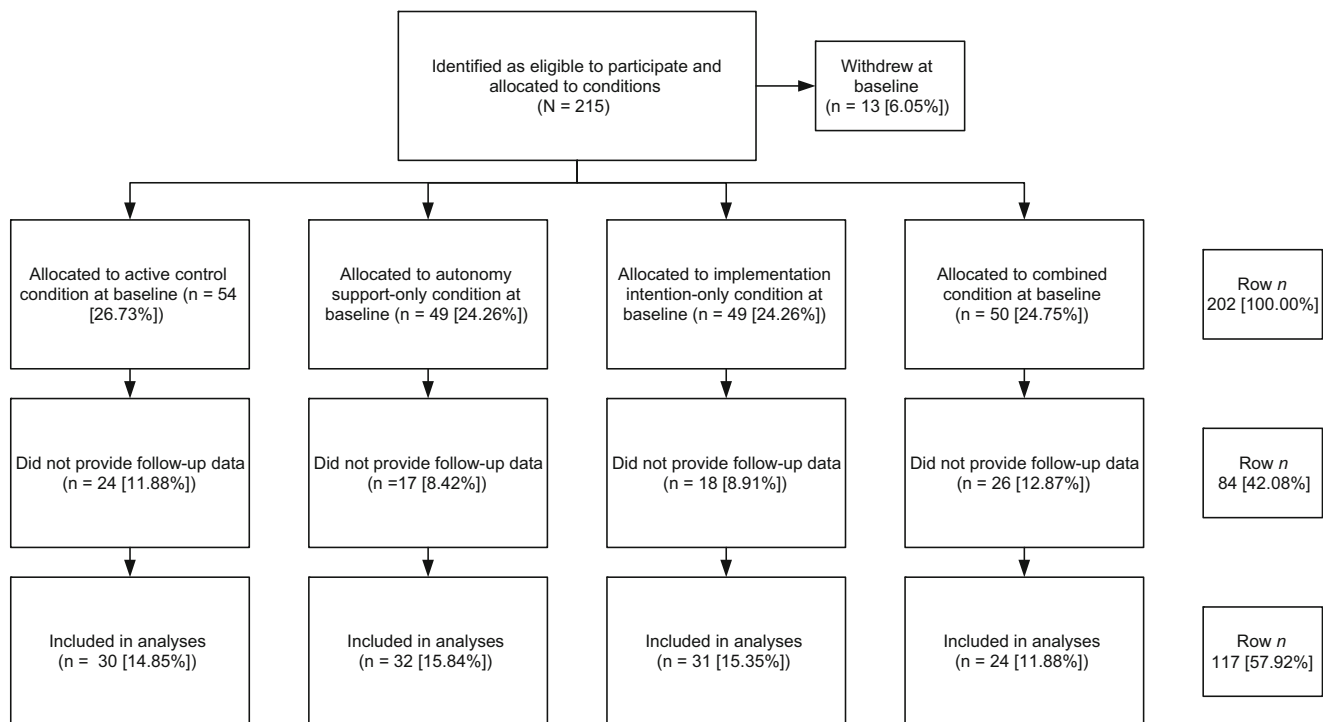 Identified as eligible to participate and
allocated to conditions
(N = 215)
Withdrew at
baseline
(n = 13 [6.05%])
Allocated to active control
condition at baseline (n = 54
[26.73%])
Allocated to autonomy
support-only condition at
baseline (n = 49 [24.26%])
Allocated to implementation
intention-only condition at
baseline (n = 49 [24.26%])
Allocated to combined
condition at baseline
(n = 50 [24.75%])
Row n
202 [100.00%]
Did not provide follow-up data
(n = 24 [11.88%])
Did not provide follow-up data
(n =17 [8.42%])
Did not provide follow-up data
(n = 18 [8.91%])
Did not provide follow-up data
(n = 26 [12.87%])
Row n
84 [42.08%]
Included in analyses
(n = 30 [14.85%])
Included in analyses
(n = 32 [15.84%])
Included in analyses
(n = 31 [15.35%])
Included in analyses
(n = 24 [11.88%])
Row n
117 [57.92%]